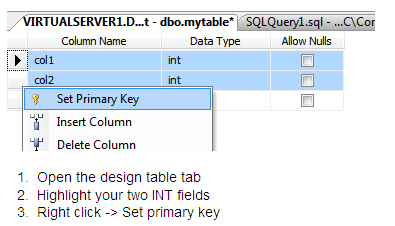 VIRTUALSERVER1.D...t - dbo.mytable* SQLQuery1.sql - ...C\Con
Column Name Data Type Allow Nulls
col1 int
col2 int
Set Primary Key
Insert Column
Delete Column
1. Open the design table tab
2. Highlight your two INT fields
3. Right click -> Set primary key